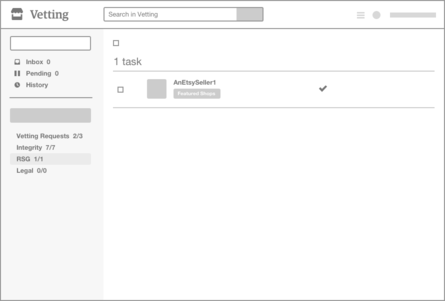 Vetting
Search in Vetting
Inbox 0
Pending 0
History
Vetting Requests 2/3
Integrity 7/7
RSG 1/1
Legal 0/0
1 task
AnEtsySeller1
Featured Shops